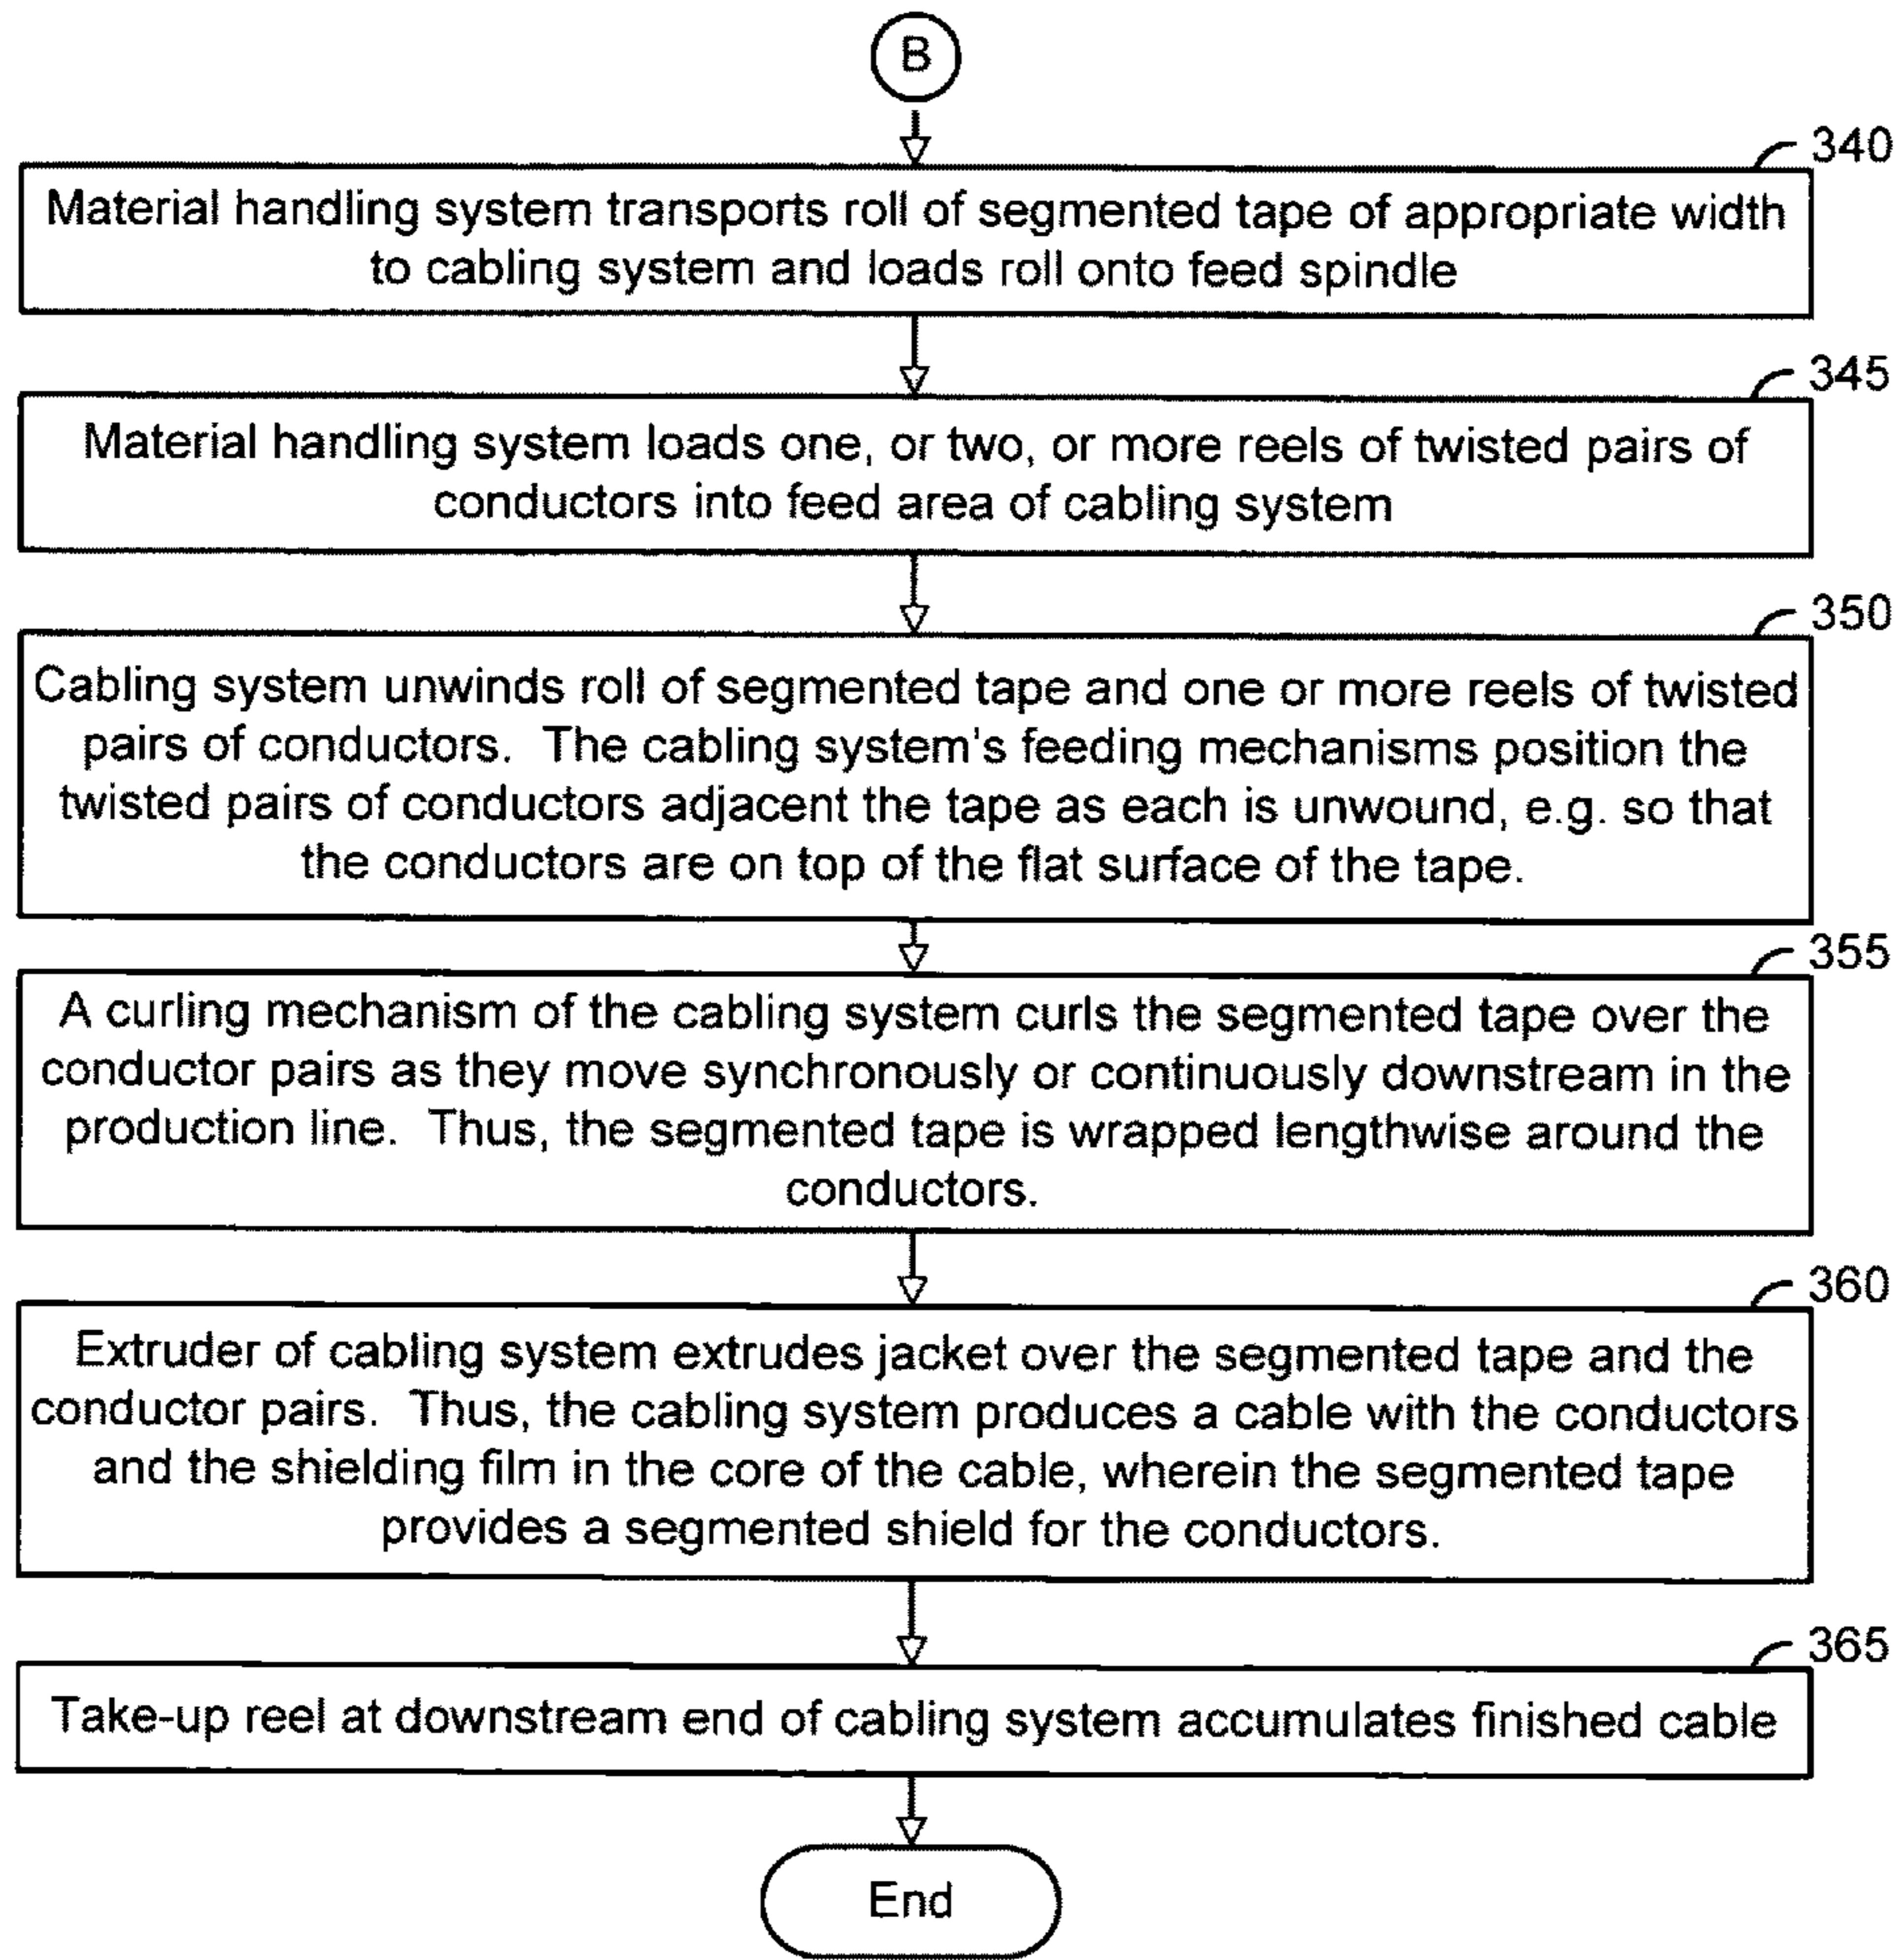 B
340
Material handling system transports roll of segmented tape of appropriate width
to cabling system and loads roll onto feed spindle
345
Material handling system loads one, or two, or more reels of twisted pairs of
conductors into feed area of cabling system
350
Cabling system unwinds roll of segmented tape and one or more reels of twisted
pairs of conductors. The cabling system's feeding mechanisms position the
twisted pairs of conductors adjacent the tape as each is unwound, e.g. so that
the conductors are on top of the flat surface of the tape.
355
A curling mechanism of the cabling system curls the segmented tape over the
conductor pairs as they move synchronously or continuously downstream in the
production line. Thus, the segmented tape is wrapped lengthwise around the
conductors.
360
Extruder of cabling system extrudes jacket over the segmented tape and the
conductor pairs. Thus, the cabling system produces a cable with the conductors
and the shielding film in the core of the cable, wherein the segmented tape
provides a segmented shield for the conductors.
365
Take-up reel at downstream end of cabling system accumulates finished cable
End